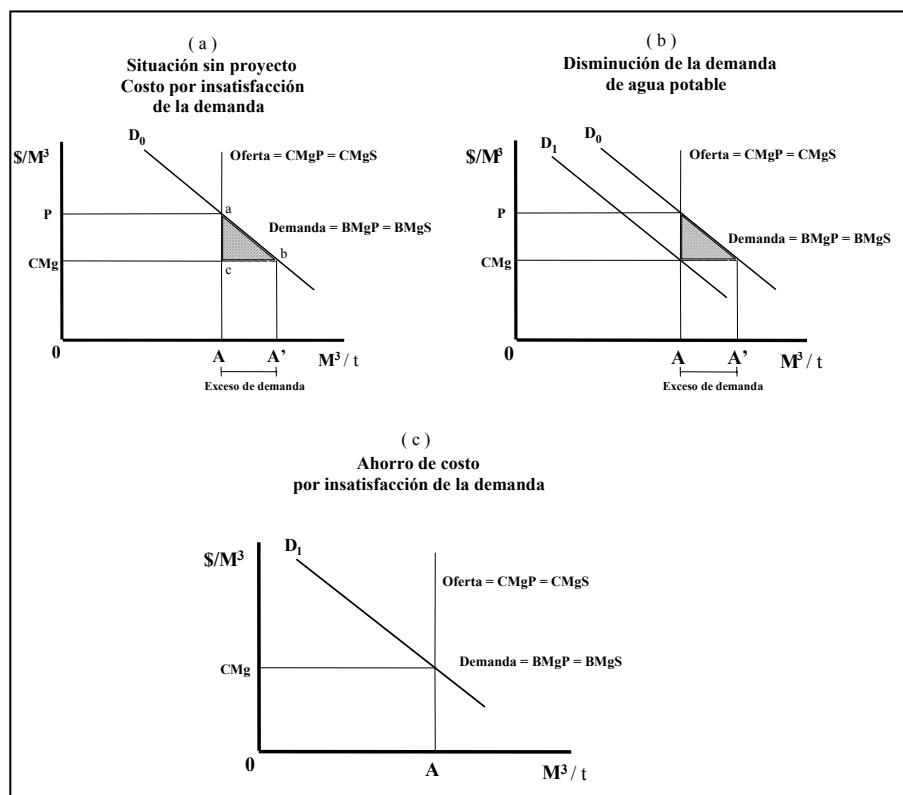 ( a )
Situación sin proyecto
Costo por insatisfacción
de la demanda
D0
$/M³
Oferta = CMgP = CMgS
P
a
Demanda = BMgP = BMgS
CMg
b
c
0
A
A’
M³ / t
Exceso de demanda
( b )
Disminución de la demanda
de agua potable
D0
D1
$/M³
Oferta = CMgP = CMgS
P
Demanda = BMgP = BMgS
CMg
0
A
A’
M³ / t
Exceso de demanda
( c )
Ahorro de costo
por insatisfacción de la demanda
D1
$/M³
Oferta = CMgP = CMgS
CMg
Demanda = BMgP = BMgS
0
A
M³ / t